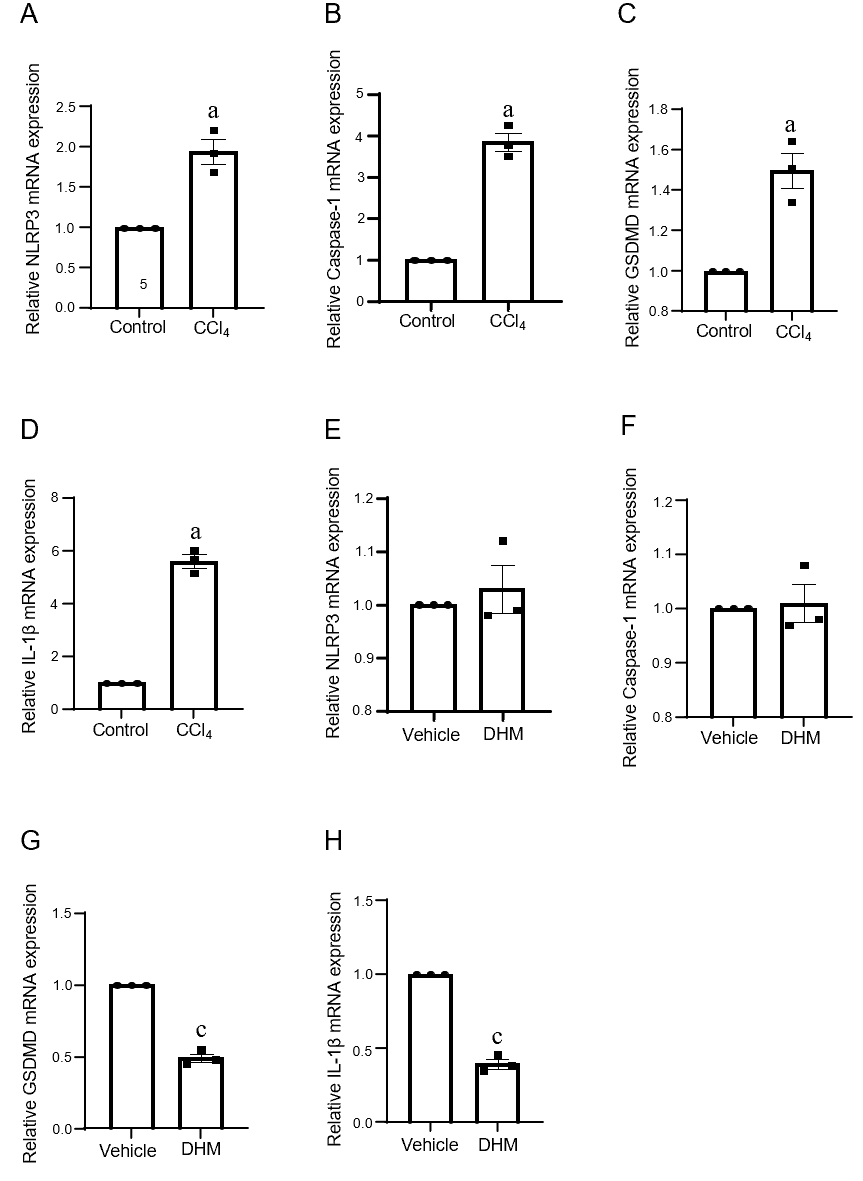 A
Relative NLRP3 mRNA expression
2.5
2.0
1.5
1.0
0.5
0.0
a
5
Control
CCl₄
B
Relative Caspase-1 mRNA expression
5
4
3
2
1
0
a
Control
CCl₄
C
Relative GSDMD mRNA expression
1.8
1.6
1.4
1.2
1.0
0.8
a
Control
CCl₄
D
Relative IL-1β mRNA expression
8
6
4
2
0
a
Control
CCl₄
E
Relative NLRP3 mRNA expression
1.2
1.1
1.0
0.9
0.8
Vehicle
DHM
F
Relative Caspase-1 mRNA expression
1.2
1.1
1.0
0.9
0.8
Vehicle
DHM
G
Relative GSDMD mRNA expression
1.5
1.0
0.5
0.0
c
Vehicle
DHM
H
Relative IL-1β mRNA expression
1.5
1.0
0.5
0.0
c
Vehicle
DHM